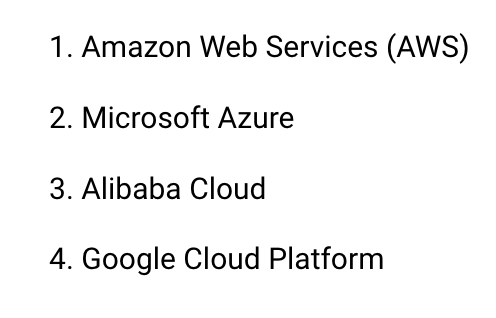 1. Amazon Web Services (AWS)
2. Microsoft Azure
3. Alibaba Cloud
4. Google Cloud Platform